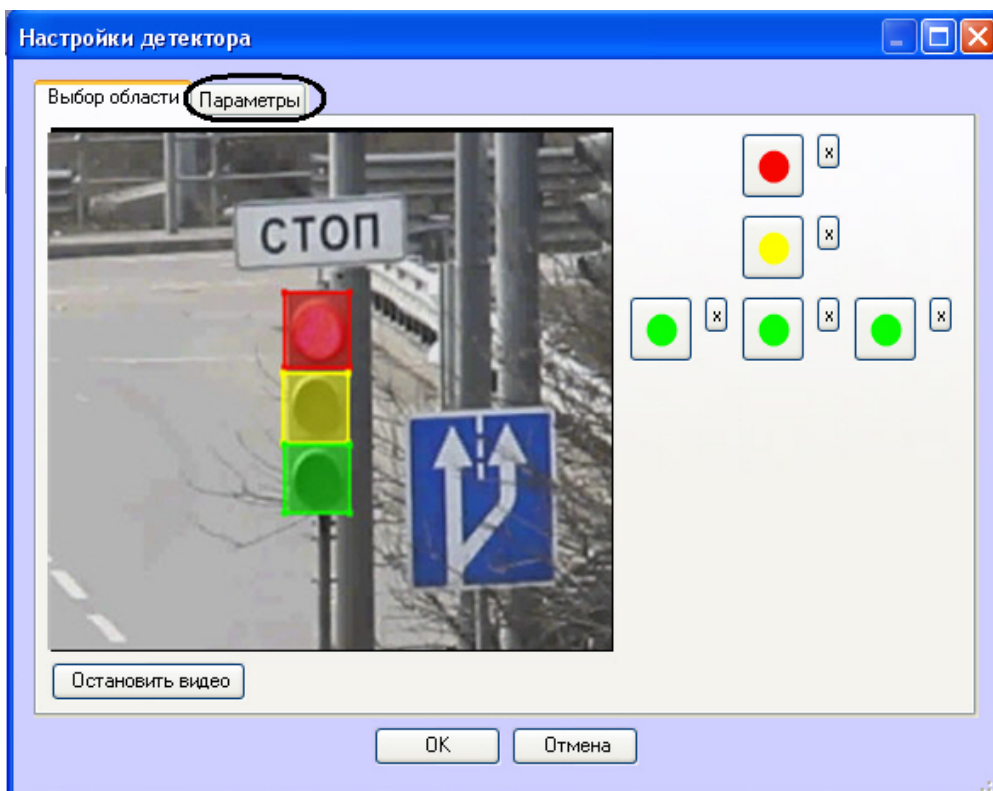 Настройки детектора
Выбор области
Параметры
СТОП
x
x
x
x
x
Остановить видео
OK
Отмена